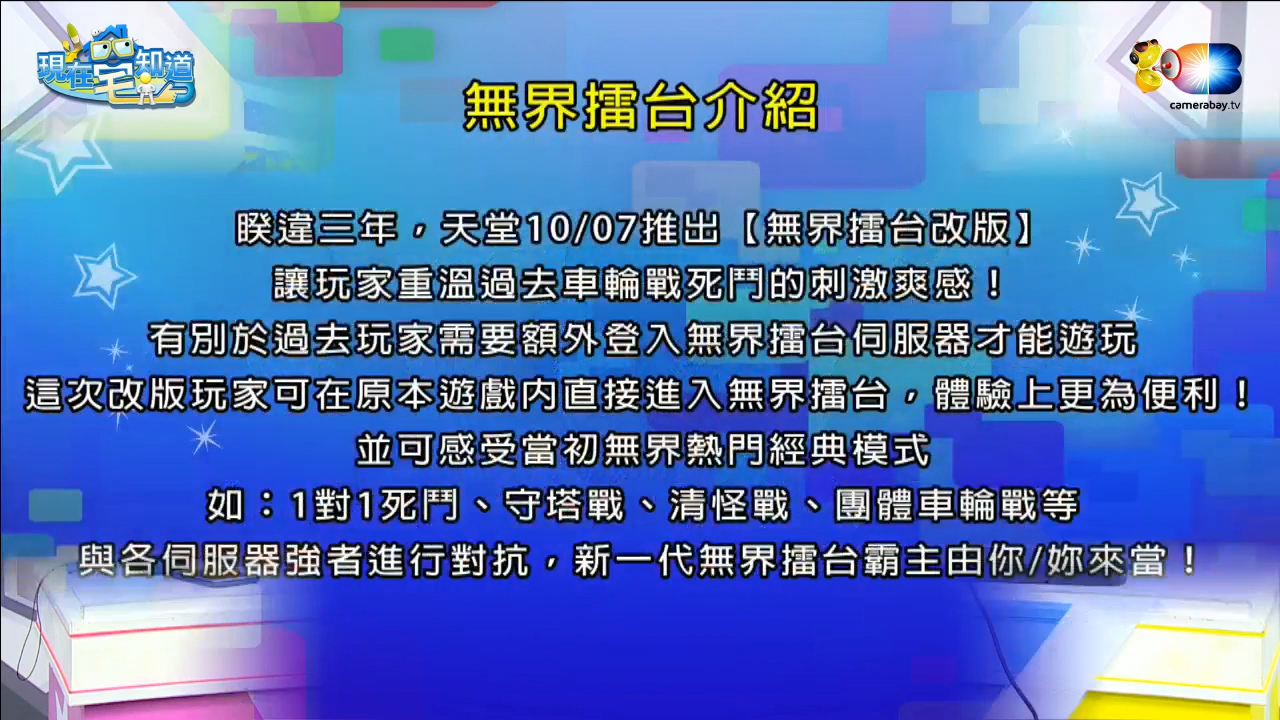 現在宅知道
camerabay.tv
無界擂台介紹
睽違三年，天堂10/07推出【無界擂台改版】
讓玩家重溫過去車輪戰死鬥的刺激爽感！
有別於過去玩家需要額外登入無界擂台伺服器才能遊玩
這次改版玩家可在原本遊戲內直接進入無界擂台，體驗上更為便利！
並可感受當初無界熱門經典模式
如：1對1死鬥、守塔戰、清怪戰、團體車輪戰等
與各伺服器強者進行對抗，新一代無界擂台霸主由你/妳來當！